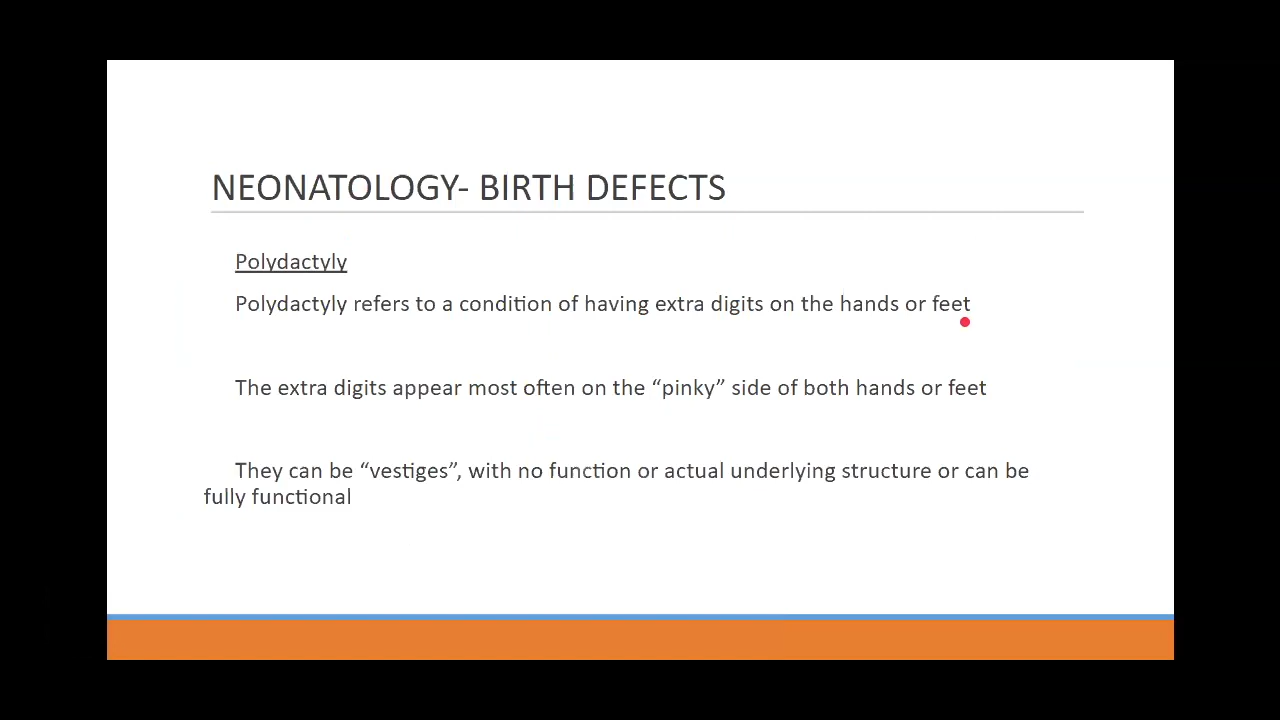 NEONATOLOGY- BIRTH DEFECTS
Polydactyly
Polydactyly refers to a condition of having extra digits on the hands or feet
The extra digits appear most often on the “pinky” side of both hands or feet
They can be “vestiges”, with no function or actual underlying structure or can be
fully functional